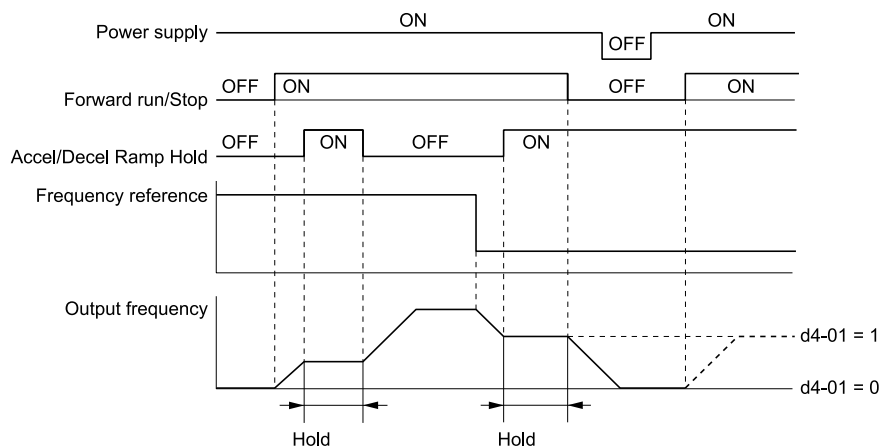 ON
ON
Power supply
OFF
OFF
ON
OFF
ON
Forward run/Stop
OFF
ON
OFF
ON
Accel/Decel Ramp Hold
Frequency reference
Output frequency
d4-01 = 1
d4-01 = 0
Hold
Hold